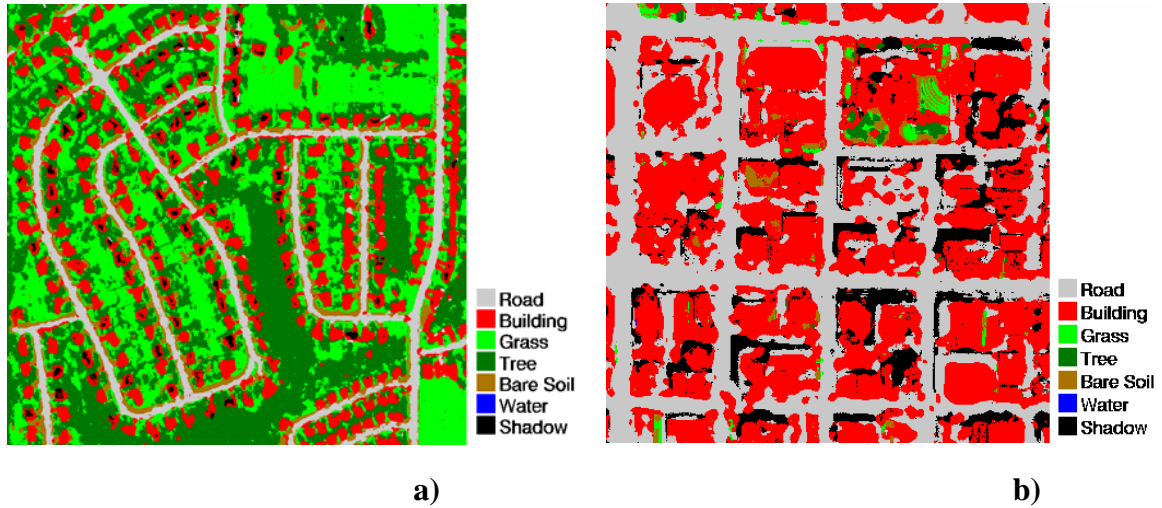 Road
Building
Grass
Tree
Bare Soil
Water
Shadow
a)
Road
Building
Grass
Tree
Bare Soil
Water
Shadow
b)